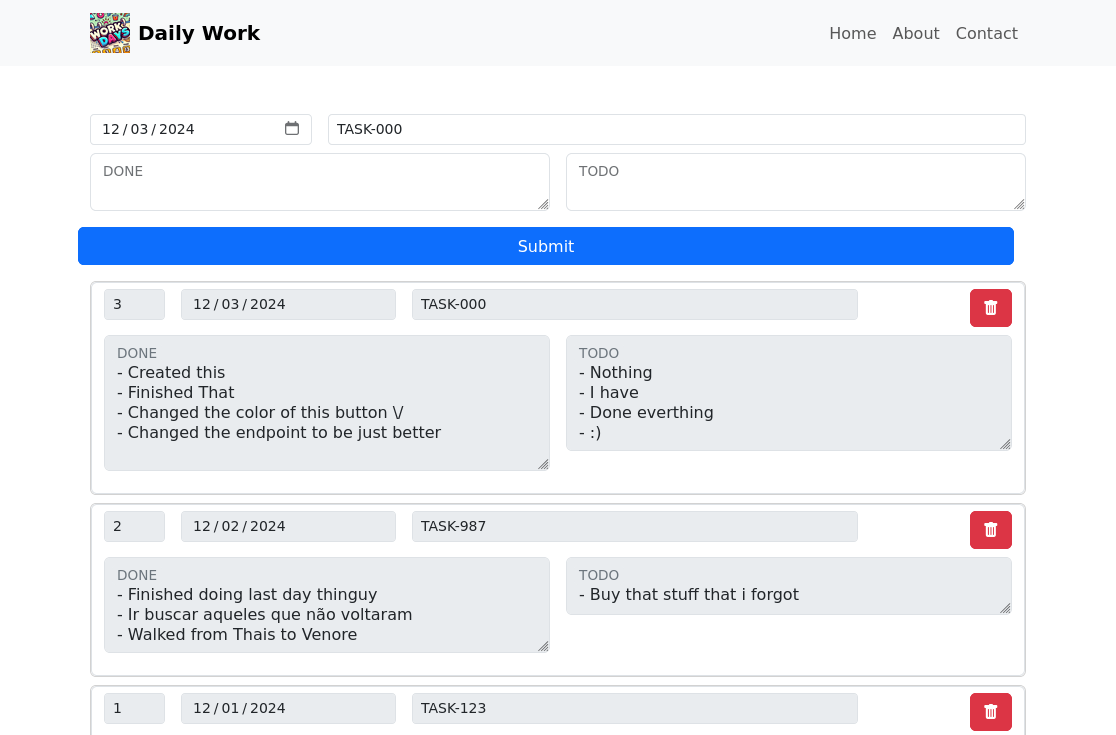 WORK DAYS
Daily Work
Home About Contact
12/03/2024 TASK-000
DONE TODO
Submit
3 12/03/2024 TASK-000
DONE
- Created this
- Finished That
- Changed the color of this button \/
- Changed the endpoint to be just better
TODO
- Nothing
- I have
- Done everthing
- :)
2 12/02/2024 TASK-987
DONE
- Finished doing last day thinguy
- Ir buscar aqueles que não voltaram
- Walked from Thais to Venore
TODO
- Buy that stuff that i forgot
1 12/01/2024 TASK-123